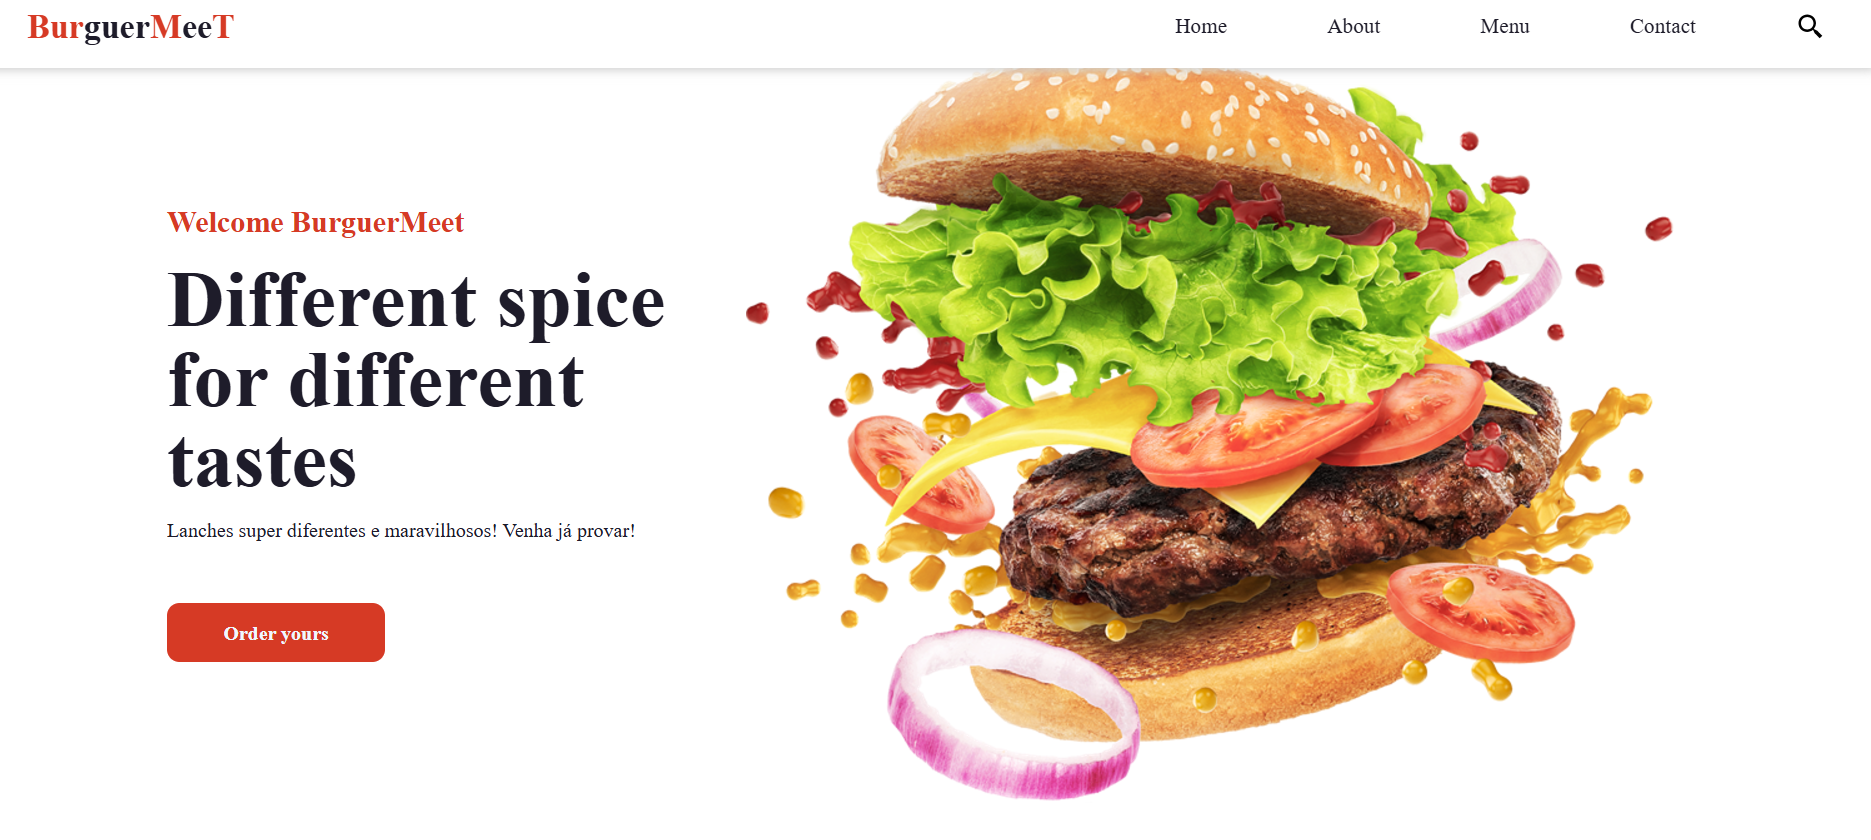 BurguerMeeT
Home
About
Menu
Contact
Welcome BurguerMeet
Different spice
for different
tastes
Lanches super diferentes e maravilhosos! Venha já provar!
Order yours